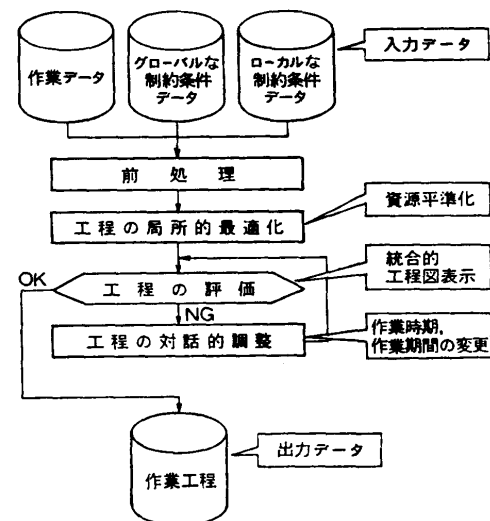 作業データ
グローバルな
制約条件
データ
ローカルな
制約条件
データ
入力データ
前処理
工程の局所的最適化
資源平準化
OK
工程の評価
統合的
工程図表示
NG
工程の対話的調整
作業時期,
作業期間の変更
作業工程
出力データ